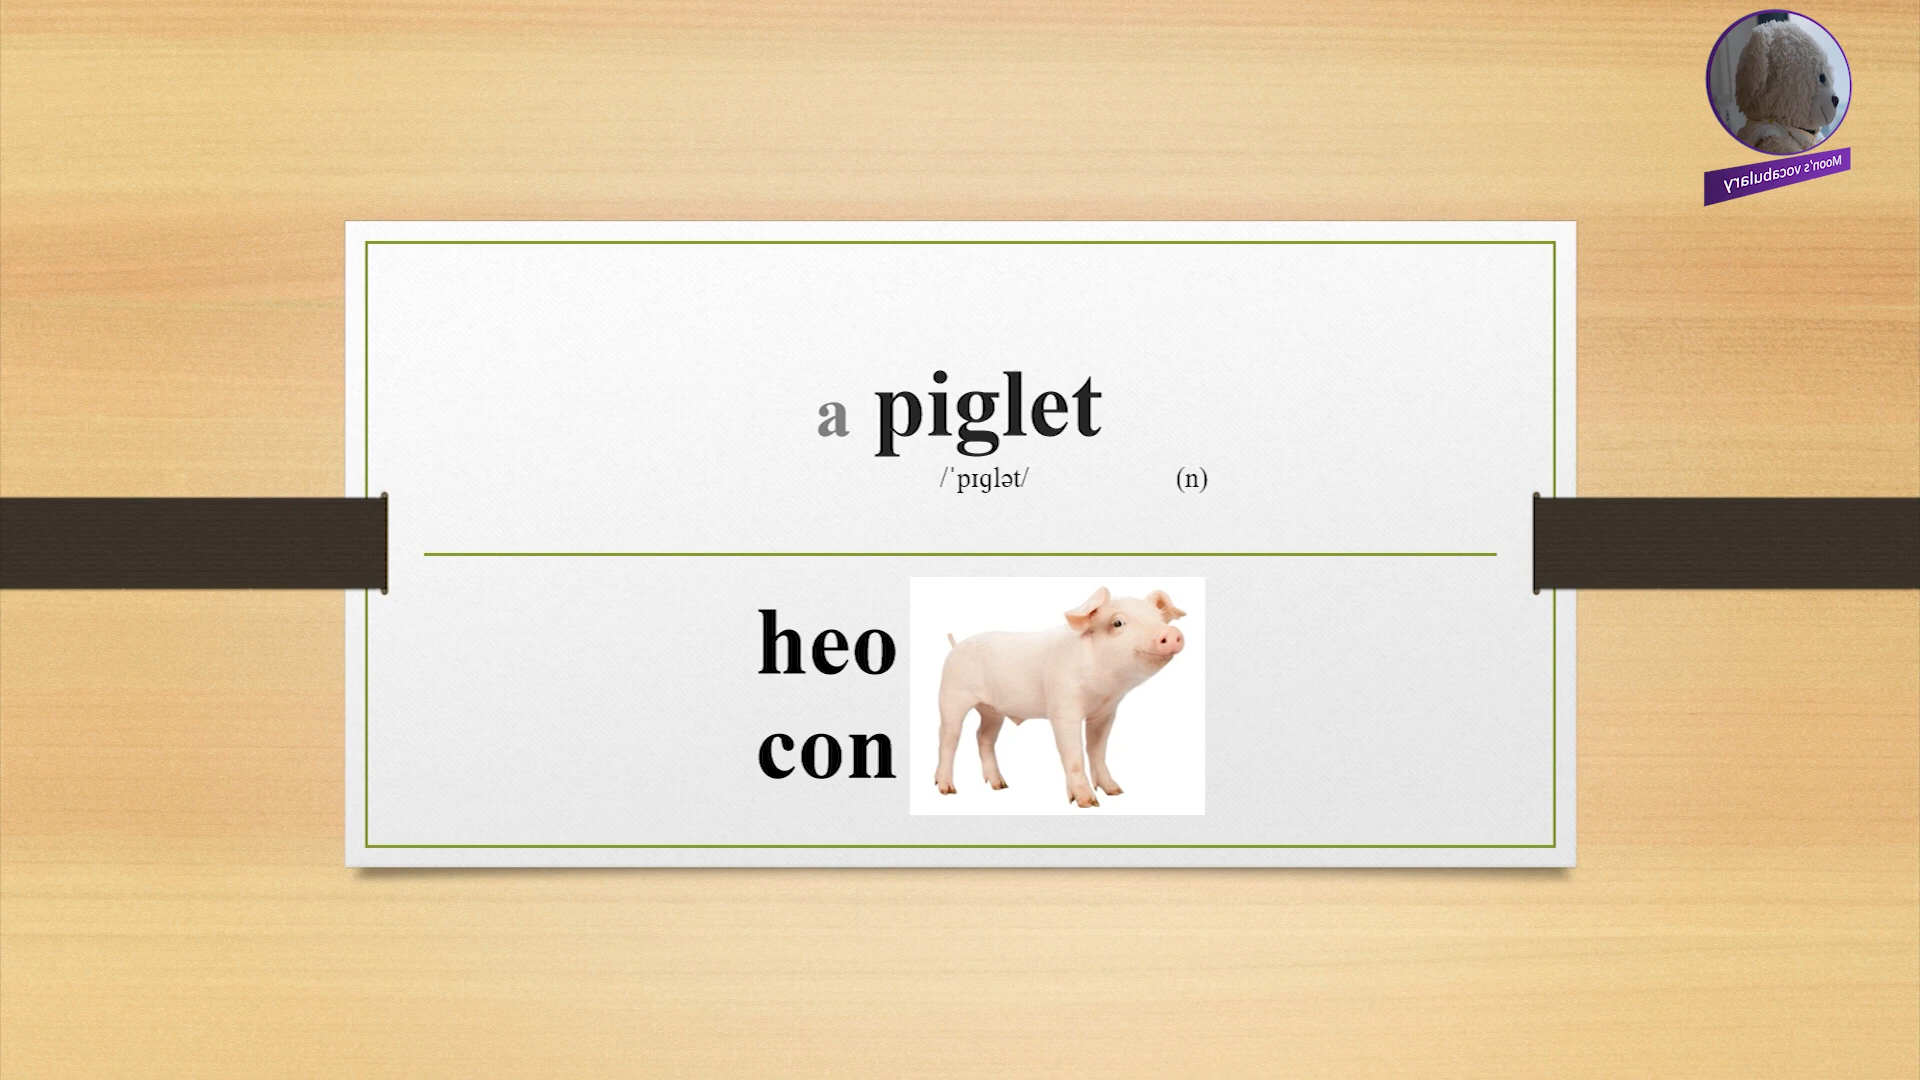 Moon's vocabulary
a piglet
/ˈpɪɡlət/ (n)
heo
con